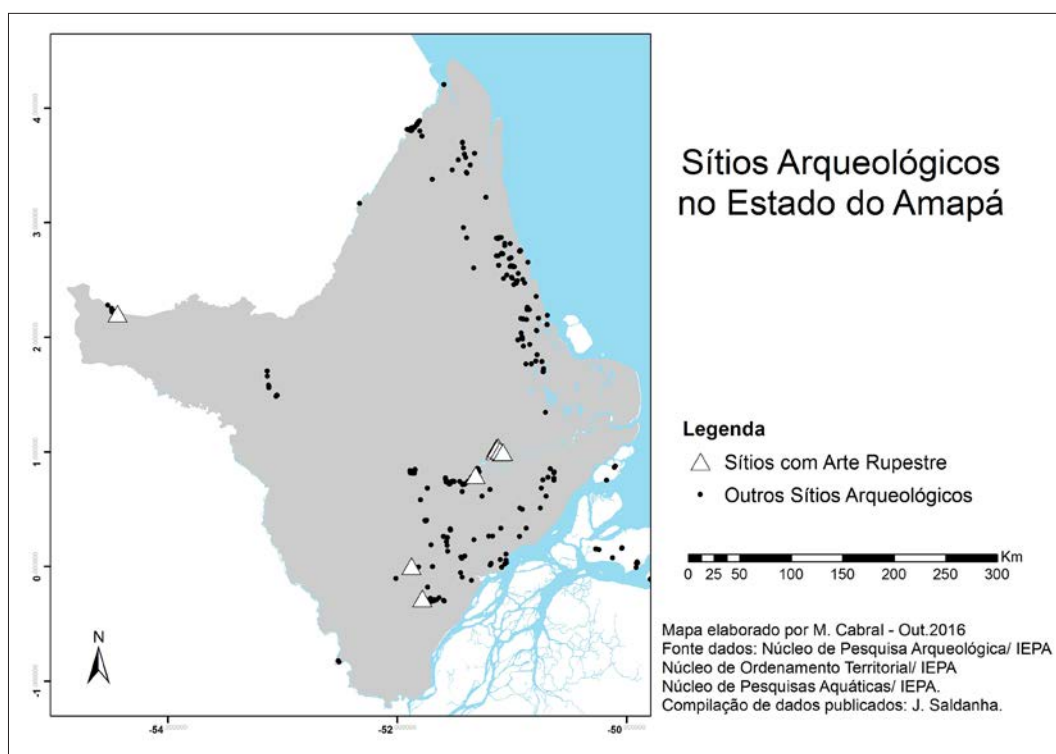 Sítios Arqueológicos
no Estado do Amapá
Legenda
Sítios com Arte Rupestre
Outros Sítios Arqueológicos
Km
0 25 50 100 150 200 250 300
N
Mapa elaborado por M. Cabral - Out.2016
Fonte dados: Núcleo de Pesquisa Arqueológica/ IEPA
Núcleo de Ordenamento Territorial/ IEPA
Núcleo de Pesquisas Aquáticas/ IEPA.
Compilação de dados publicados: J. Saldanha.
4
3
2
1
0
-1
-54 -52 -50